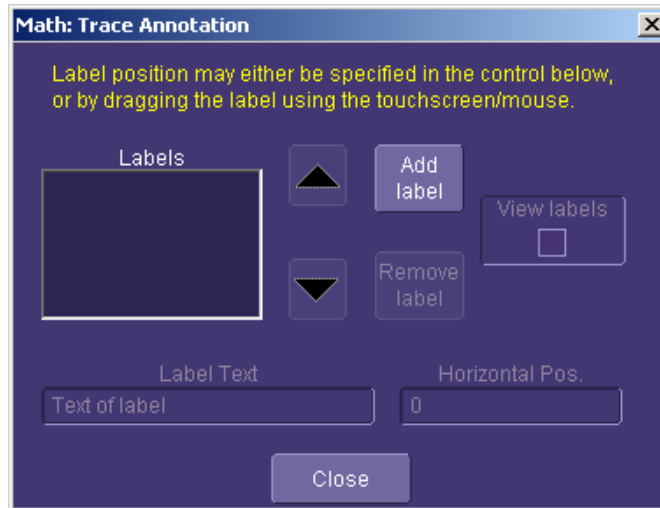 Math: Trace Annotation
Label position may either be specified in the control below,
or by dragging the label using the touchscreen/mouse.
Labels
Add
label
View labels
Remove
label
Label Text
Horizontal Pos.
Text of label
0
Close